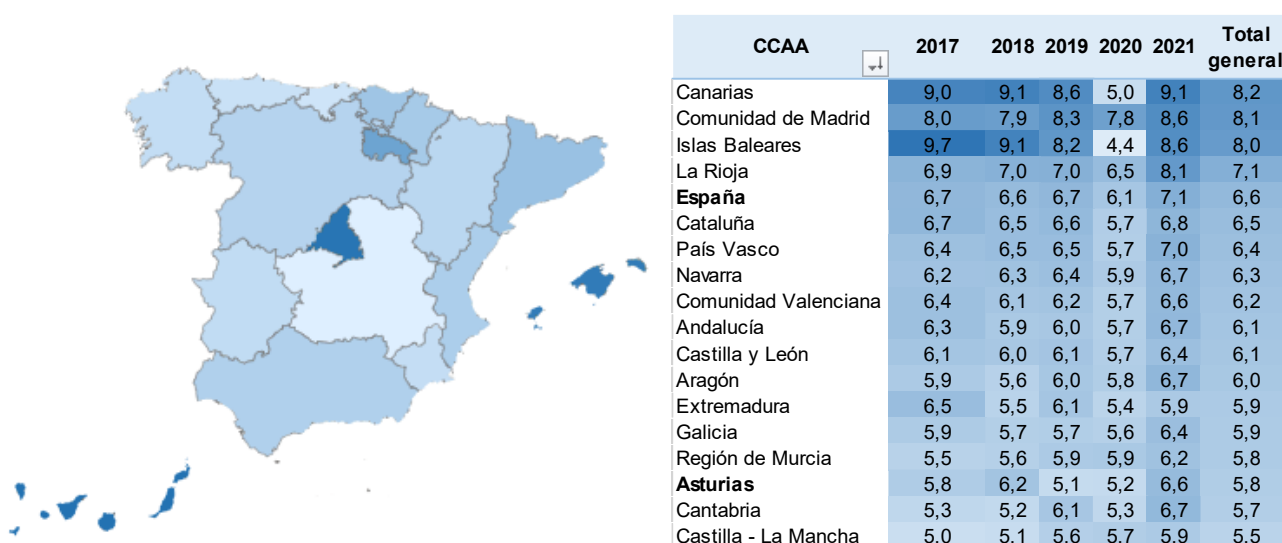 CCAA 2017 2018 2019 2020 2021 Total general
Canarias 9,0 9,1 8,6 5,0 9,1 8,2
Comunidad de Madrid 8,0 7,9 8,3 7,8 8,6 8,1
Islas Baleares 9,7 9,1 8,2 4,4 8,6 8,0
La Rioja 6,9 7,0 7,0 6,5 8,1 7,1
España 6,7 6,6 6,7 6,1 7,1 6,6
Cataluña 6,7 6,5 6,6 5,7 6,8 6,5
País Vasco 6,4 6,5 6,5 5,7 7,0 6,4
Navarra 6,2 6,3 6,4 5,9 6,7 6,3
Comunidad Valenciana 6,4 6,1 6,2 5,7 6,6 6,2
Andalucía 6,3 5,9 6,0 5,7 6,7 6,1
Castilla y León 6,1 6,0 6,1 5,7 6,4 6,1
Aragón 5,9 5,6 6,0 5,8 6,7 6,0
Extremadura 6,5 5,5 6,1 5,4 5,9 5,9
Galicia 5,9 5,7 5,7 5,6 6,4 5,9
Región de Murcia 5,5 5,6 5,9 5,9 6,2 5,8
Asturias 5,8 6,2 5,1 5,2 6,6 5,8
Cantabria 5,3 5,2 6,1 5,3 6,7 5,7
Castilla - La Mancha 5,0 5,1 5,6 5,7 5,9 5,5